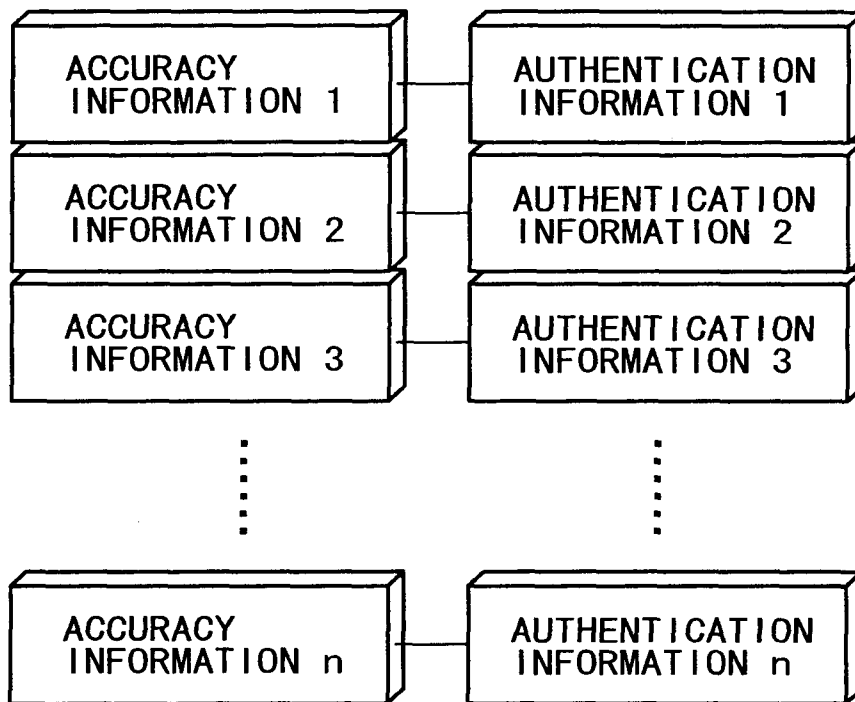 ACCURACY
INFORMATION 1
AUTHENTICATION
INFORMATION 1
ACCURACY
INFORMATION 2
AUTHENTICATION
INFORMATION 2
ACCURACY
INFORMATION 3
AUTHENTICATION
INFORMATION 3
ACCURACY
INFORMATION n
AUTHENTICATION
INFORMATION n